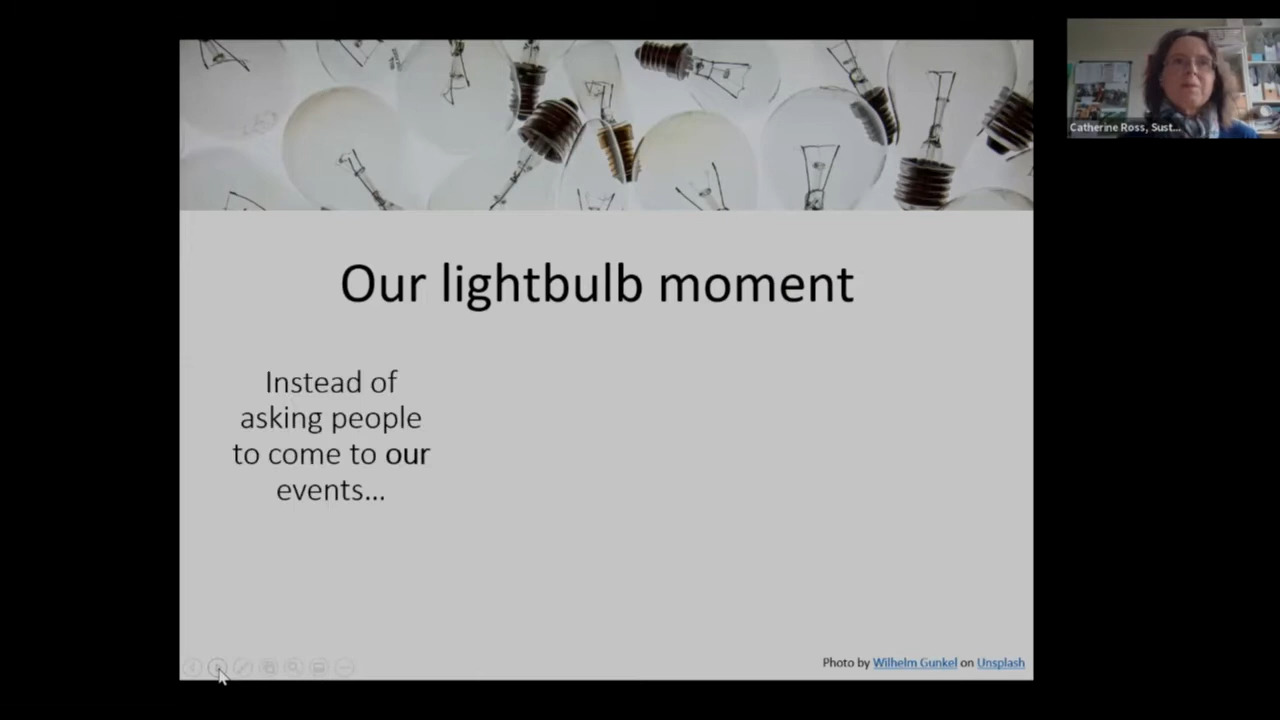 Catherine Ross, Sust...
Our lightbulb moment
Instead of
asking people
to come to our
events...
Photo by Wilhelm Gunkel on Unsplash